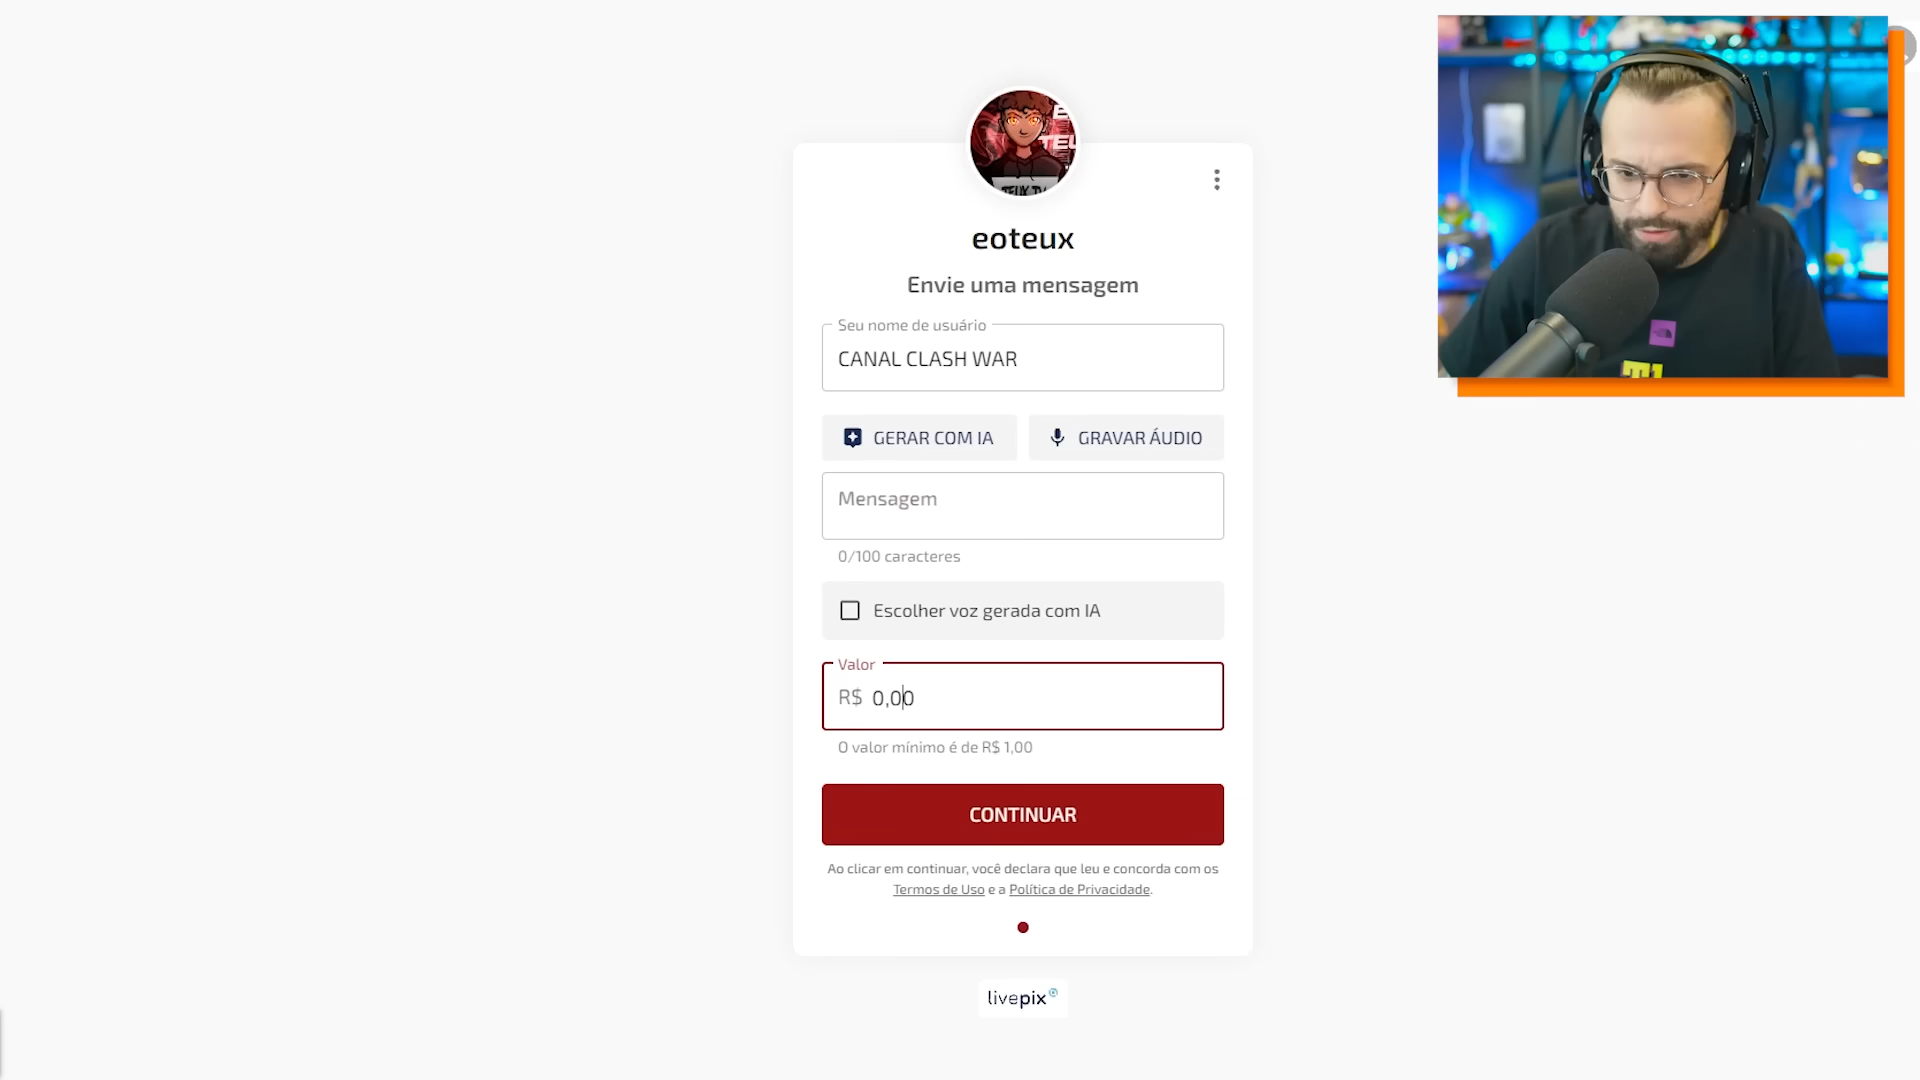 TEUX TV
eoteux
Envie uma mensagem
Seu nome de usuário
CANAL CLASH WAR
GERAR COM IA
GRAVAR ÁUDIO
Mensagem
0/100 caracteres
Escolher voz gerada com IA
Valor
R$ 0,00
O valor mínimo é de R$ 1,00
CONTINUAR
Ao clicar em continuar, você declara que leu e concorda com os
Termos de Uso e a Política de Privacidade.
livepix